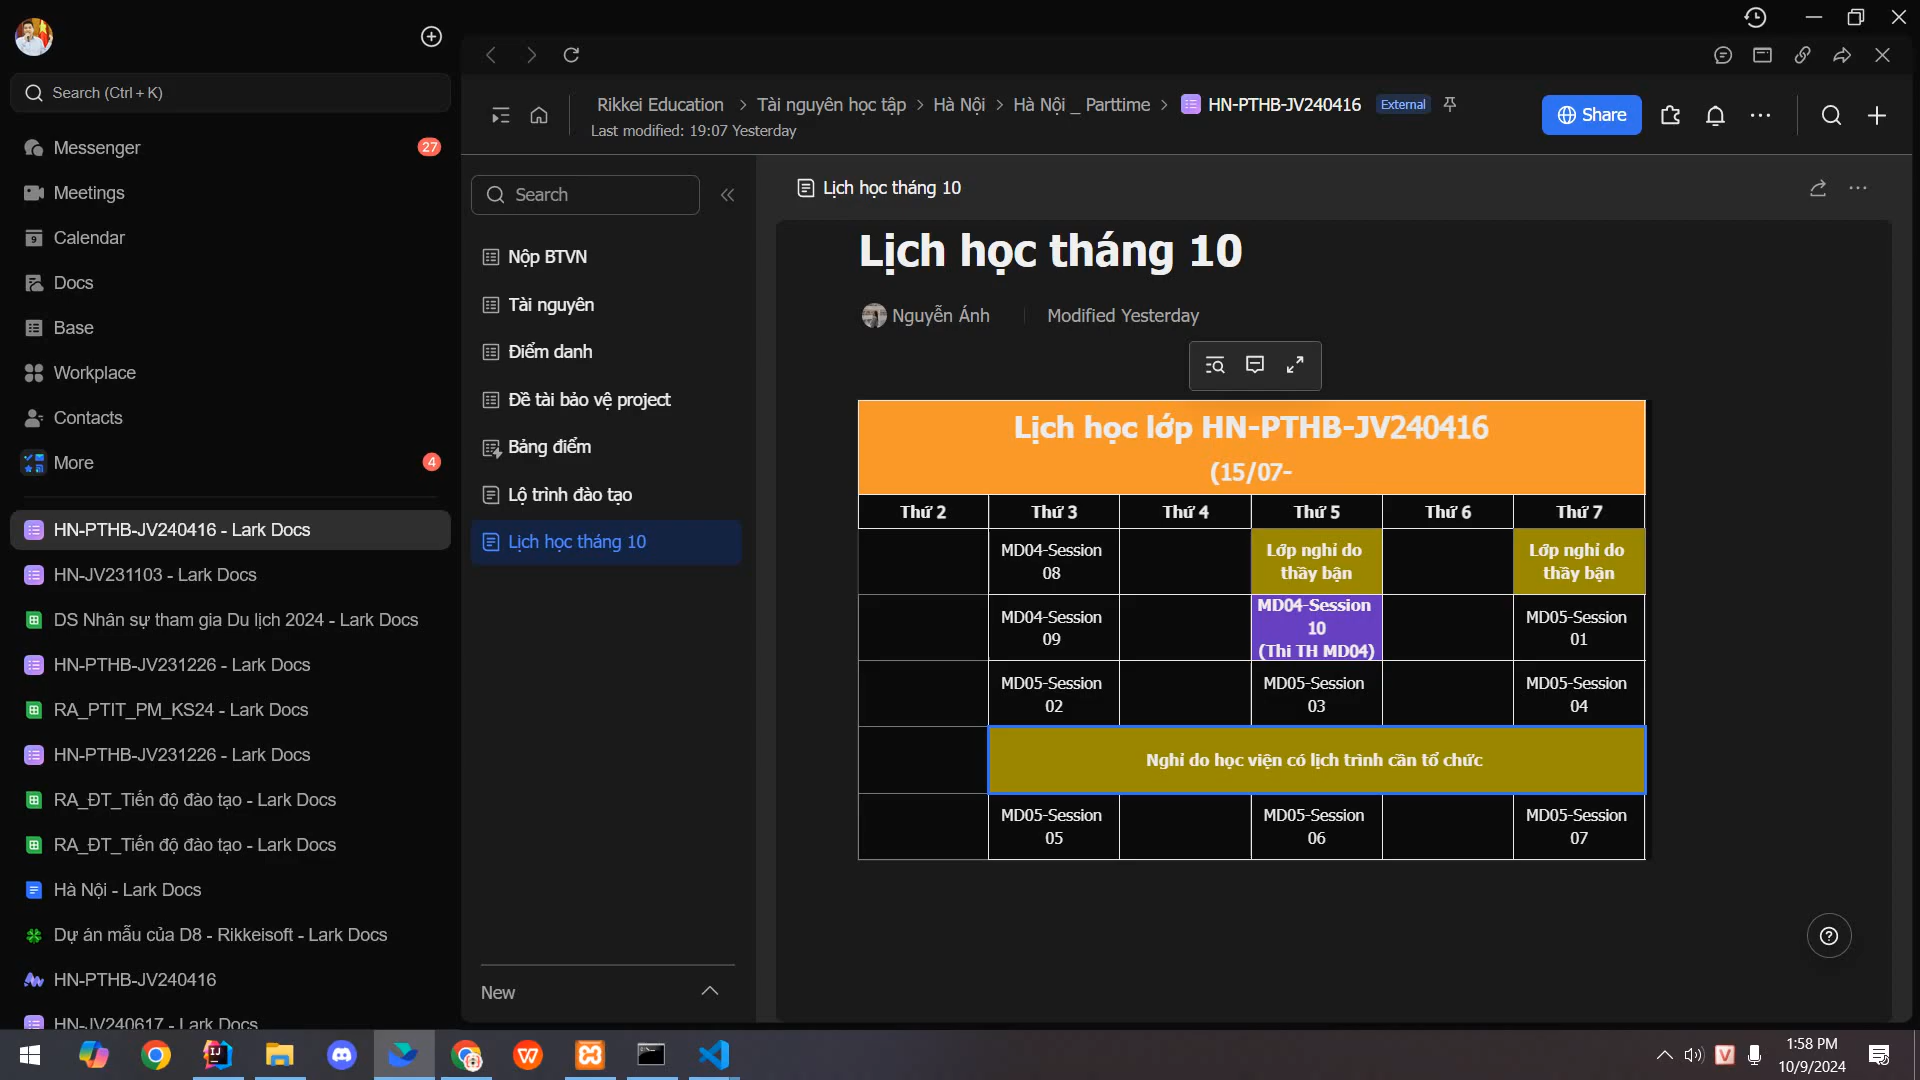 Search (Ctrl + K)
Messenger
27
Meetings
Calendar
9
Docs
Base
Workplace
Contacts
More
4
HN-PTHB-JV240416 - Lark Docs
HN-JV231103 - Lark Docs
DS Nhân sự tham gia Du lịch 2024 - Lark Docs
HN-PTHB-JV231226 - Lark Docs
RA_PTIT_PM_KS24 - Lark Docs
HN-PTHB-JV231226 - Lark Docs
RA_ĐT_Tiến độ đào tạo - Lark Docs
RA_ĐT_Tiến độ đào tạo - Lark Docs
Hà Nội - Lark Docs
Dự án mẫu của D8 - Rikkeisoft - Lark Docs
HN-PTHB-JV240416
HN-JV240617 - Lark Docs
Rikkei Education > Tài nguyên học tập > Hà Nội > Hà Nội _ Parttime > HN-PTHB-JV240416 External
Last modified: 19:07 Yesterday
Share
Search
Nộp BTVN
Tài nguyên
Điểm danh
Đề tài bảo vệ project
Bảng điểm
Lộ trình đào tạo
Lịch học tháng 10
New
Lịch học tháng 10
Lịch học tháng 10
Nguyễn Ánh
Modified Yesterday
Lịch học lớp HN-PTHB-JV240416
(15/07-
Thứ 2 Thứ 3 Thứ 4 Thứ 5 Thứ 6 Thứ 7
MD04-Session 08
Lớp nghỉ do thầy bận
Lớp nghỉ do thầy bận
MD04-Session 09
MD04-Session 10 (Thi TH MD04)
MD05-Session 01
MD05-Session 02
MD05-Session 03
MD05-Session 04
Nghỉ do học viện có lịch trình cần tổ chức
MD05-Session 05
MD05-Session 06
MD05-Session 07
1:58 PM
10/9/2024